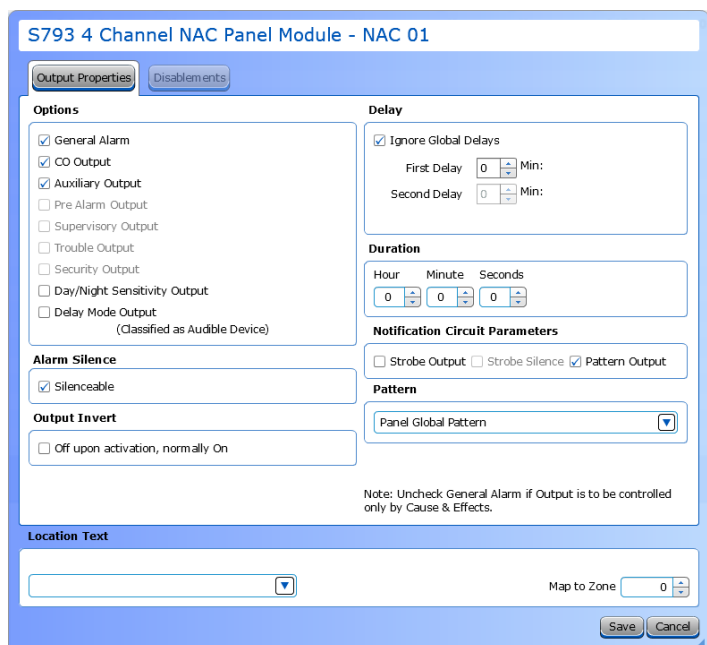 S793 4 Channel NAC Panel Module - NAC 01
Output Properties
Disablements
Options
General Alarm
CO Output
Auxiliary Output
Pre Alarm Output
Supervisory Output
Trouble Output
Security Output
Day/Night Sensitivity Output
Delay Mode Output
(Classified as Audible Device)
Alarm Silence
Silenceable
Output Invert
Off upon activation, normally On
Delay
Ignore Global Delays
First Delay 0 Min:
Second Delay 0 Min:
Duration
Hour Minute Seconds
0 0 0
Notification Circuit Parameters
Strobe Output Strobe Silence Pattern Output
Pattern
Panel Global Pattern
Note: Uncheck General Alarm if Output is to be controlled
only by Cause & Effects.
Location Text
Map to Zone 0
Save Cancel